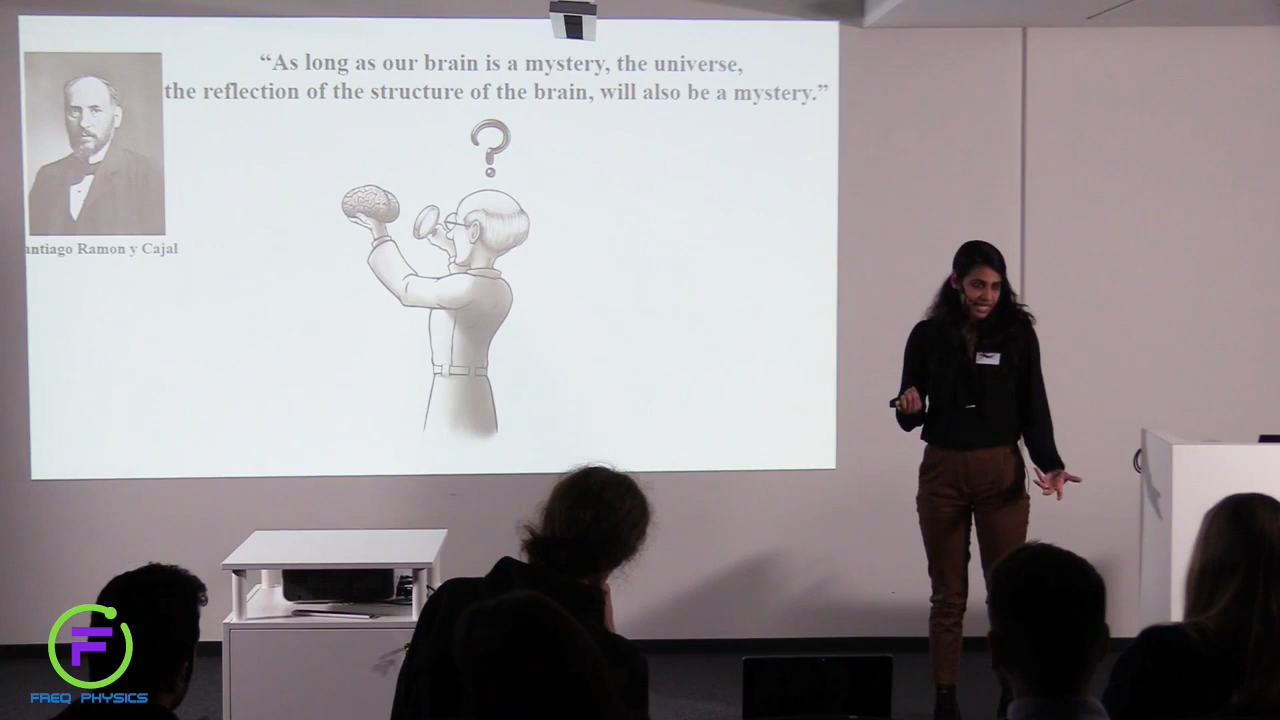 “As long as our brain is a mystery, the universe,
the reflection of the structure of the brain, will also be a mystery.”
?
antiago Ramon y Cajal
F
FREQ PHYSICS